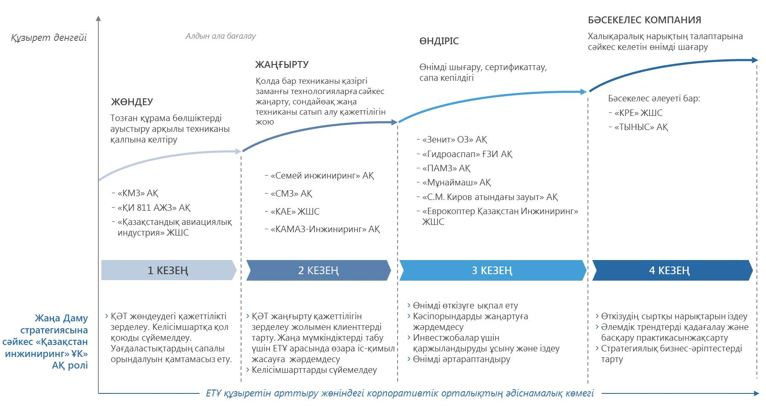 Құзырет деңгейі
Алдын ала бағалау
ЖӨНДЕУ
Тозған құрама бөлшіктерді
ауыстыру арқылы техниканы
қалпына келтіру
– «КМЗ» АҚ
– «ҚИ 811 АЖЗ» АҚ
– «Қазақстандық авиациялық
индустрия» ЖШС
ЖАҢҒЫРТУ
Қолда бар техниканы қазіргі
заманғы технологияларға сәйкес
жаңарту, сондойақ жаңа
техниканы сатып алу қажеттілігін
жою
– «Семей инжиниринг» АҚ
– «СМЗ» АҚ
– «КАЕ» ЖШС
– «КАМАЗ-Инжиниринг» АҚ
ӨНДІРІС
Өнімді шығару, сертификаттау,
сапа кепілдігі
– «Зенит» ОЗ» АҚ
– «Гидроаспап» ҒЗИ АҚ
– «ПАМЗ» АҚ
– «Мұнаймаш» АҚ
– «С.М. Киров атындағы зауыт» АҚ
– «Еврокоптер Қазақстан Инжиниринг»
ЖШС
БӘСЕКЕЛЕС КОМПАНИЯ
Халықаралық нарықтың талаптарына
сәйкес келетін өнімді шағару
Бәсекелес әлеуеті бар:
– «КРЕ» ЖШС
– «ТЫНЫС» АҚ
1 КЕЗЕҢ
2 КЕЗЕҢ
3 КЕЗЕҢ
4 КЕЗЕҢ
Жаңа Даму
стратегиясына
сәйкес «Қазақстан
инжиниринг» ҰК»
АҚ ролі
ҚӘТ жөндеудегі қажеттілікті
зерделеу. Келісімшартқа қол
қоюды сүйемелдеу.
Уағдаластықтардың сапалы
орындалуын қамтамасыз ету.
ҚӘТ жаңғырту қажеттілігін
зерделеу жолымен клиенттерді
тарту. Жаңа мүмкіндіктерді табу
үшін ЕТҰ арасында өзара іс-қимыл
жасауға жәрдемдесу
Келісімшарттарды сүйемелдеу
Өнімді өткізуге ықпал ету
Кәсіпорындарды жаңартуға
жәрдемдесу
Инвестжобалар үшін
қаржыландыруды ұсыну және іздеу
Өнімді әртараптандыру
Өткізудің сыртқы нарықтарын іздеу
Әлемдік трендтерді қадағалау және
басқару практикасынжақсарту
Стратегиялық бизнес-әріптестерді
тарту
ЕТҰ құзыретін арттыру жөніндегі корпоративтік орталықтың әдіснамалық көмегі